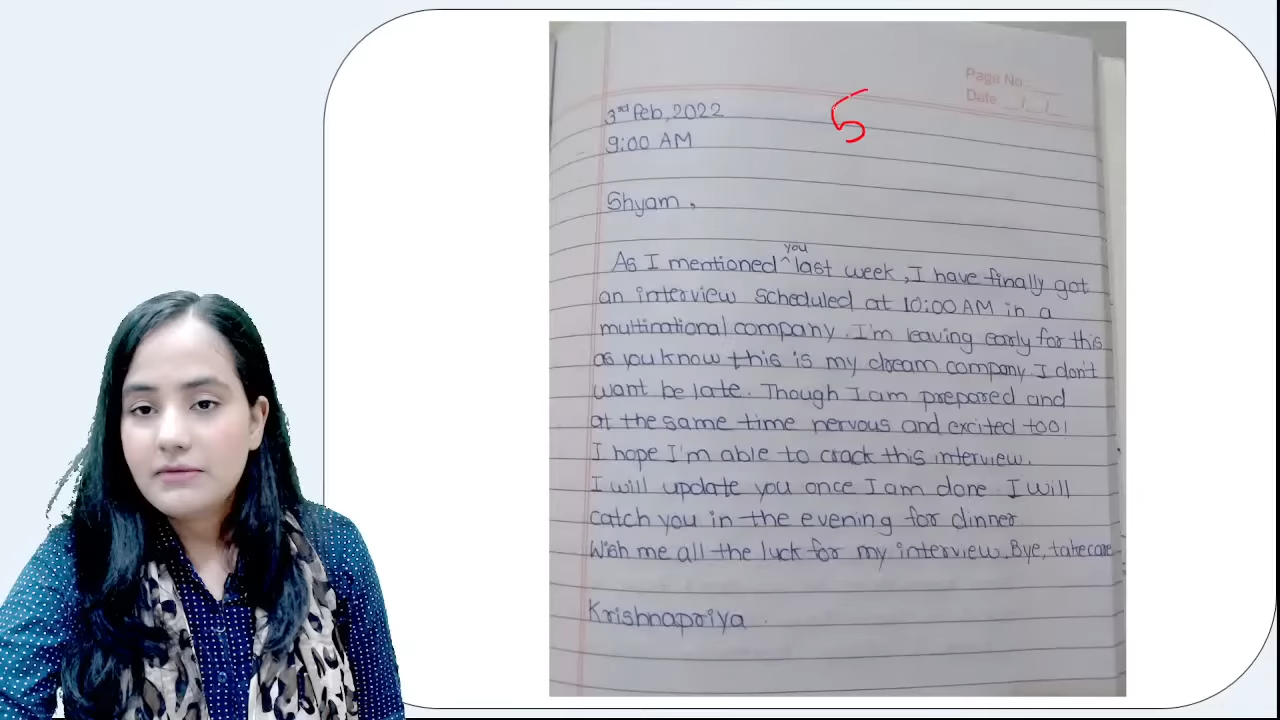 Page No.
Date
5
3rd Feb, 2022
9:00 AM
Shyam,
you
As I mentioned ^ last week, I have finally got
an interview scheduled at 10:00 AM in a
multinational company. I'm leaving early for this
as you know this is my dream company I don't
want be late. Though I am prepared and
at the same time nervous and excited too!
I hope I'm able to crack this interview.
I will update you once I am done. I will
catch you in the evening for dinner
Wish me all the luck for my interview. Bye, take care
Krishnapriya